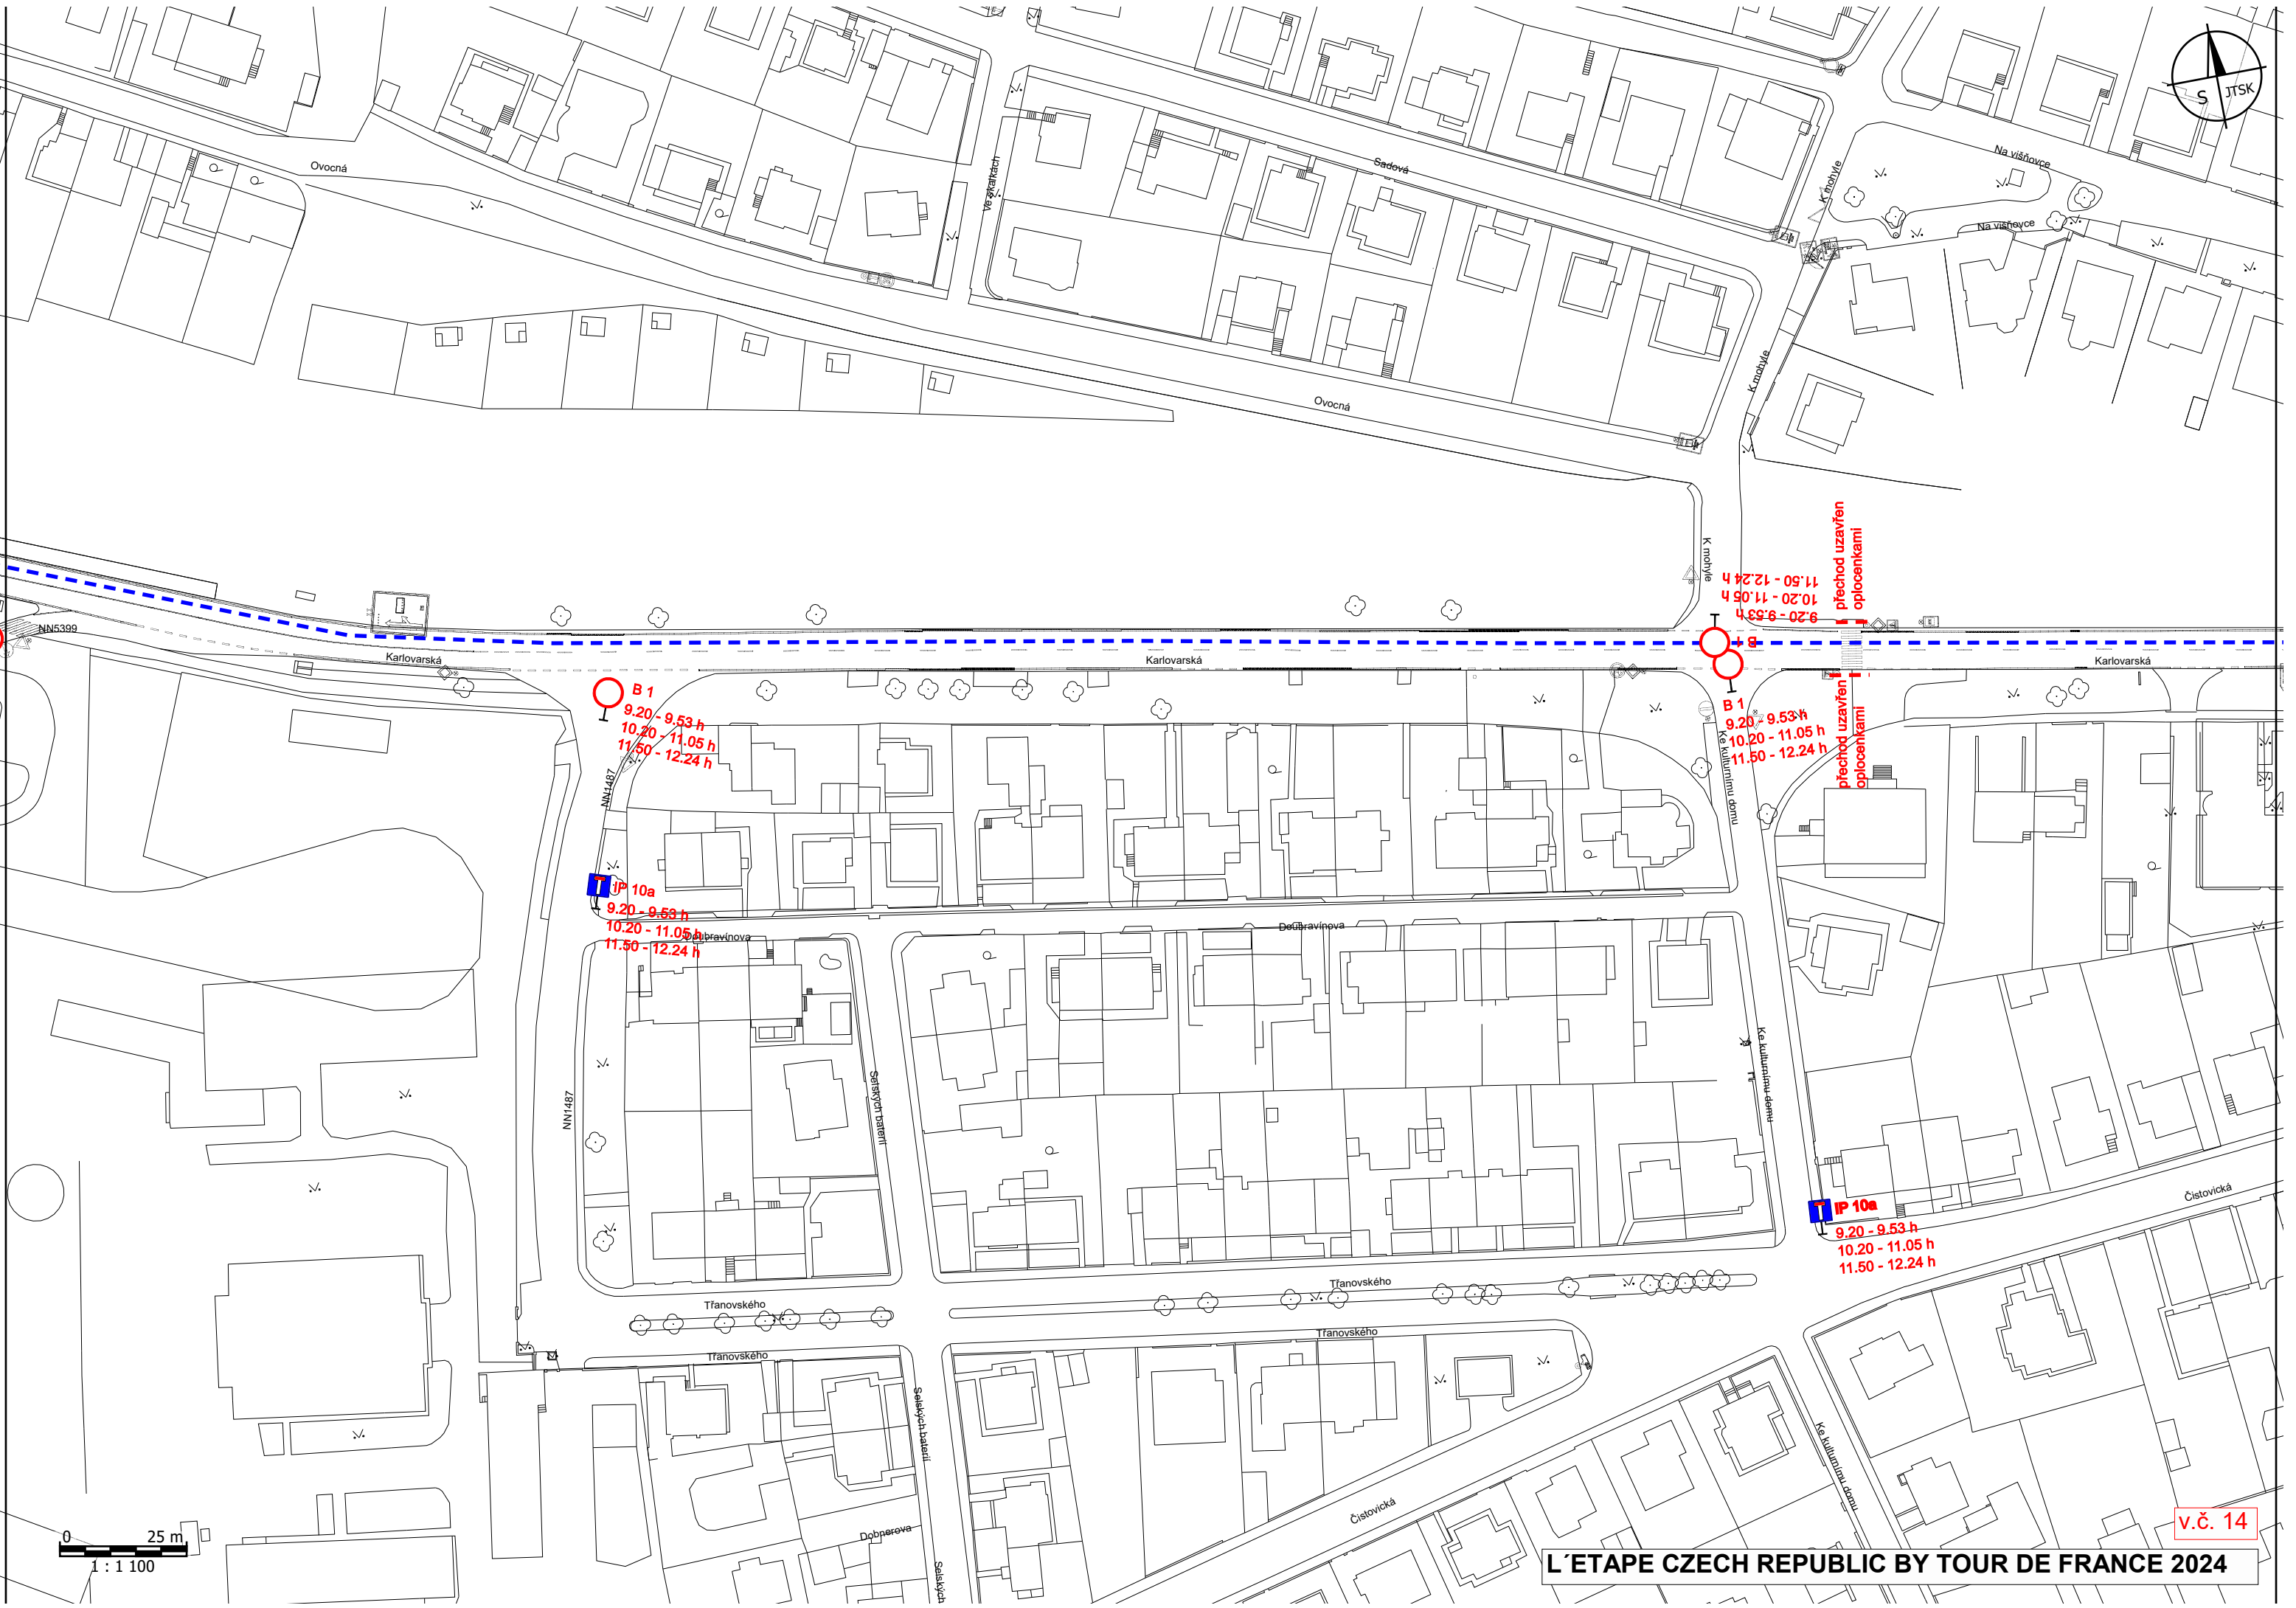 S JTSK
Na višňovce
Sadová
K mohyle
Ovocná
Ve skalkách
Na višňovce
K mohyle
Ovocná
přechod uzavřen
oplocenkami
K mohyle
11.50 - 12.24 h
10.20 - 11.05 h
9.20 - 9.53 h
B 1
NN5399
Karlovarská
Karlovarská
Karlovarská
B 1
9.20 - 9.53 h
10.20 - 11.05 h
11.50 - 12.24 h
B 1
9.20 - 9.53 h
10.20 - 11.05 h
11.50 - 12.24 h
přechod uzavřen
oplocenkami
NN1487
Ke kulturnímu domu
IP 10a
9.20 - 9.53 h
10.20 - 11.05 h
11.50 - 12.24 h
Doubravínova
Doubravínova
NN1487
Selských baterií
Ke kulturnímu domu
Čistovická
IP 10a
9.20 - 9.53 h
10.20 - 11.05 h
11.50 - 12.24 h
Třanovského
Třanovského
Třanovského
Třanovského
Selských baterií
Ke kulturnímu domu
Čistovická
Dobnerova
Selských
0 25 m
1 : 1 100
v.č. 14
L´ETAPE CZECH REPUBLIC BY TOUR DE FRANCE 2024